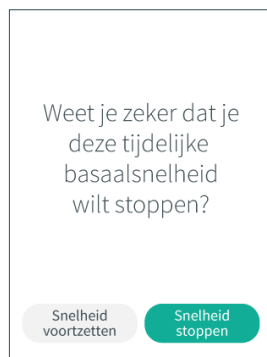 Weet je zeker dat je
deze tijdelijke
basaalsnelheid
wilt stoppen?
Snelheid
voortzetten
Snelheid
stoppen